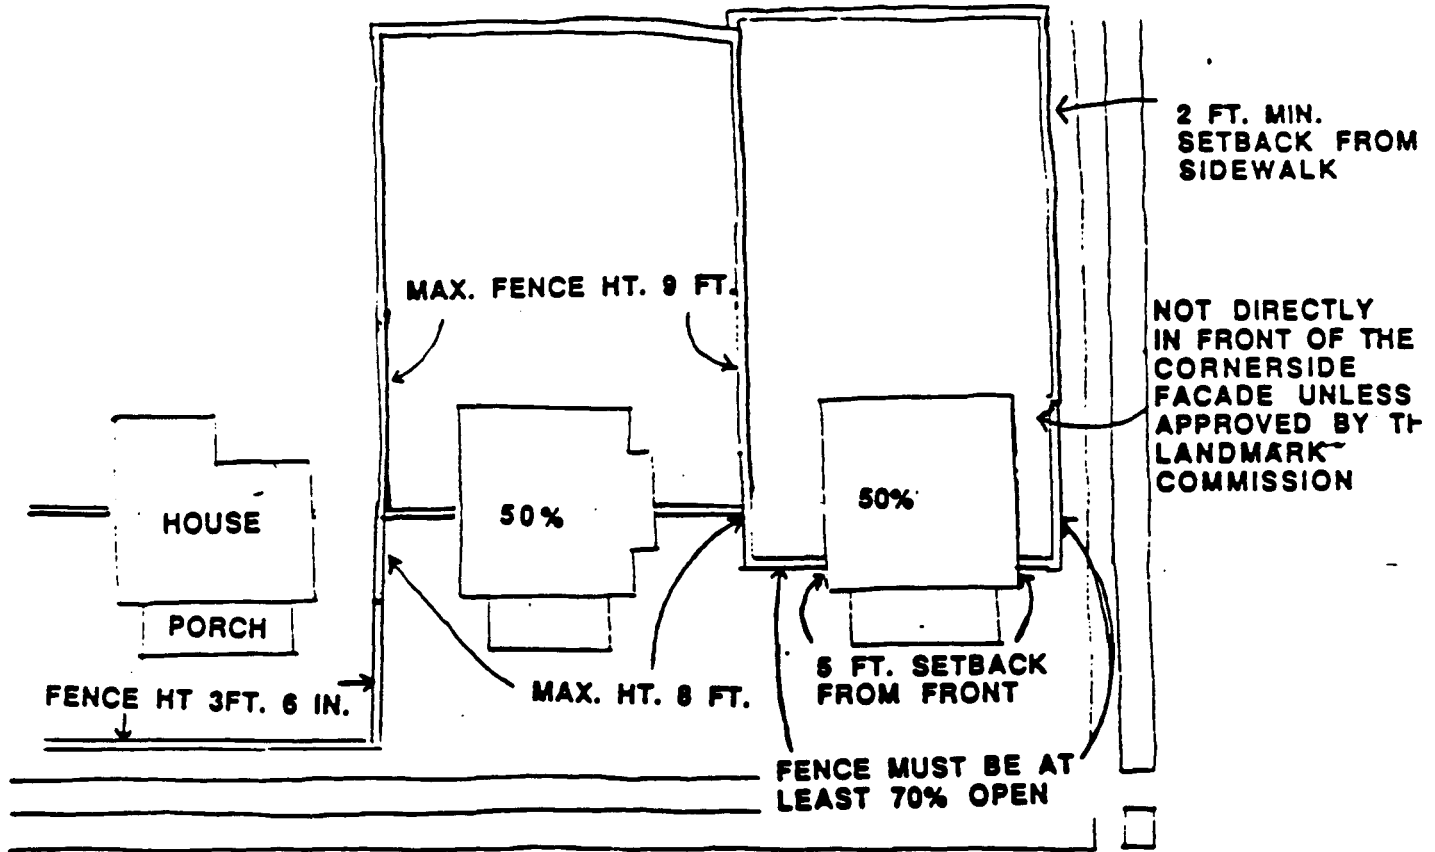 2 FT. MIN.
SETBACK FROM
SIDEWALK
MAX. FENCE HT. 9 FT.
NOT DIRECTLY
IN FRONT OF THE
CORNERSIDE
FACADE UNLESS
APPROVED BY TH
LANDMARK
COMMISSION
HOUSE
50%
50%
PORCH
FENCE HT 3FT. 6 IN.
MAX. HT. 8 FT.
5 FT. SETBACK
FROM FRONT
FENCE MUST BE AT
LEAST 70% OPEN